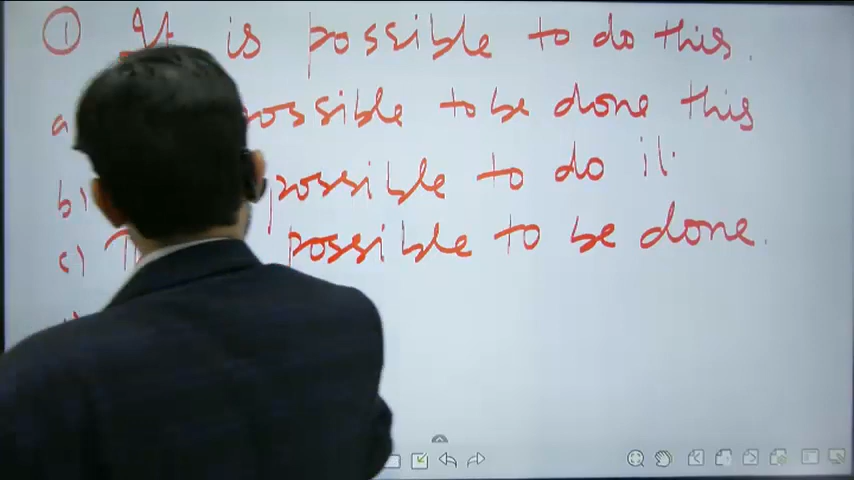 ① It is possible to do this.
a possible to be done this
b) possible to do it.
c) possible to be done.